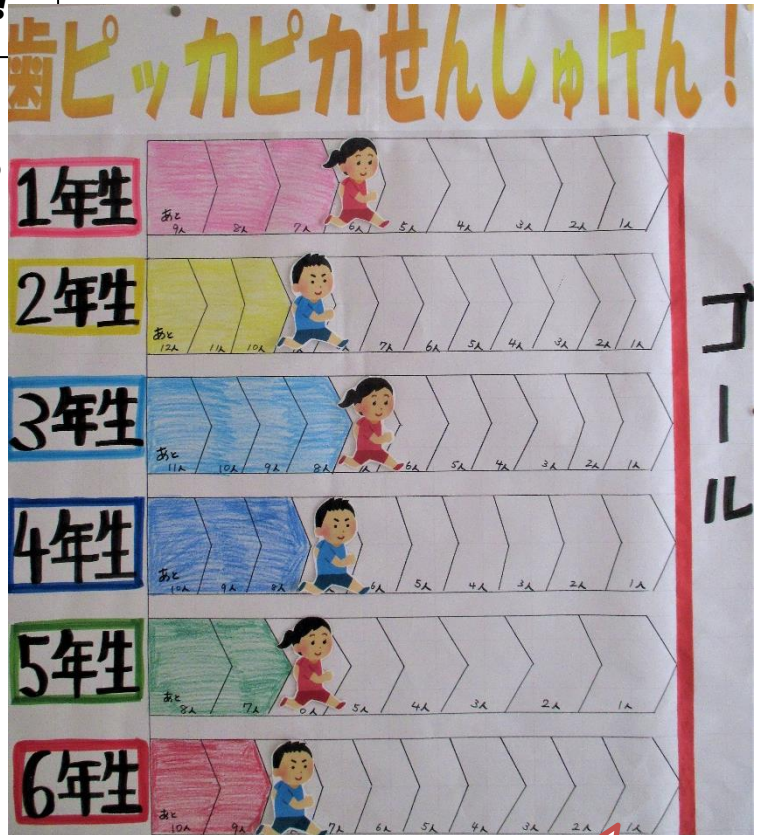 歯ピッカピカせんしゅけん!
1年生
あと
9人 8人 7人 6人 5人 4人 3人 2人 1人
2年生
あと
12人 11人 10人 7人 6人 5人 4人 3人 2人 1人
3年生
あと
11人 10人 9人 8人 6人 5人 4人 3人 2人 1人
4年生
あと
10人 9人 8人 6人 5人 4人 3人 2人 1人
5年生
あと
8人 7人 5人 4人 3人 2人 1人
6年生
あと
10人 9人 7人 6人 5人 4人 3人 2人 1人
ゴール